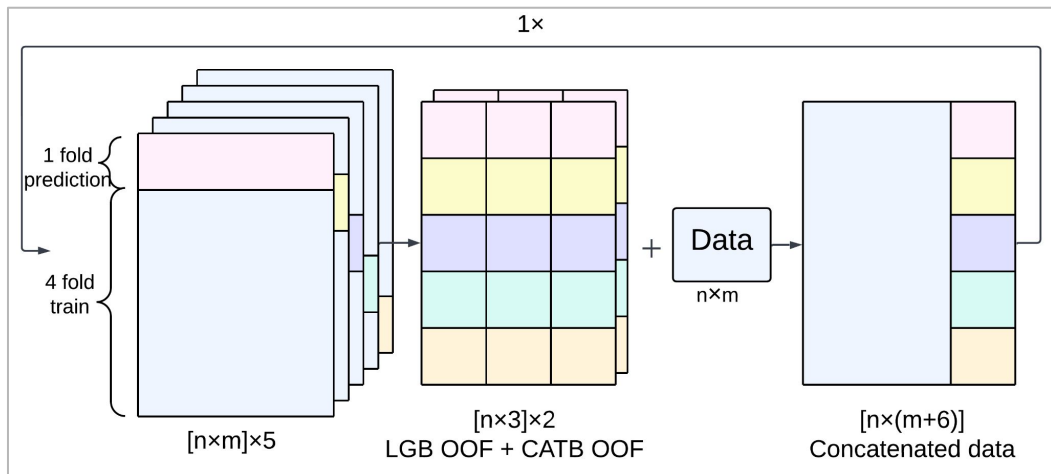 1×
1 fold
prediction
4 fold
train
[n×m]×5
[n×3]×2
LGB OOF + CATB OOF
+
Data
n×m
[n×(m+6)]
Concatenated data